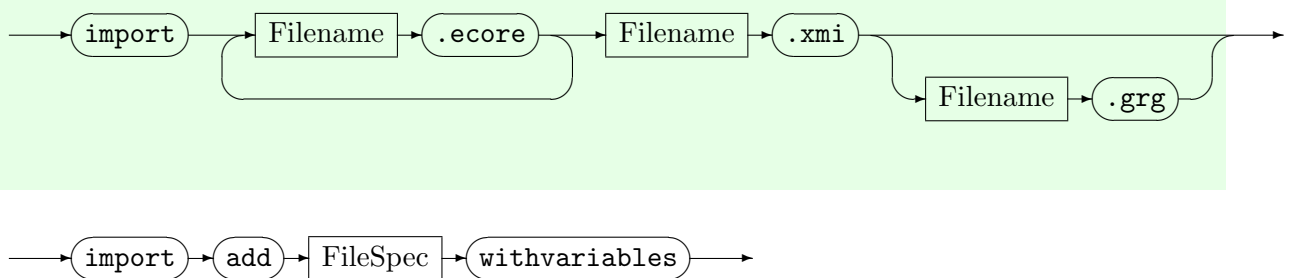 import Filename .ecore Filename .xmi
Filename .grg
import add FileSpec withvariables